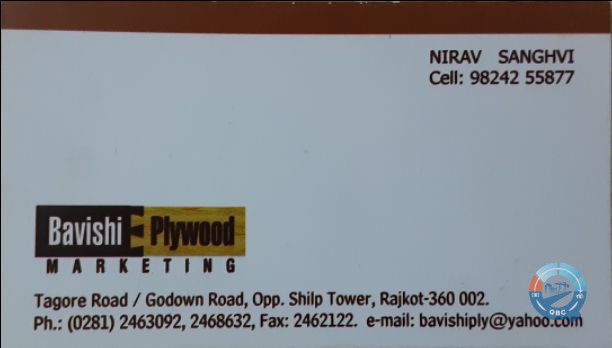 NIRAV SANGHVI
Cell: 98242 55877
Bavishi Plywood
MARKETING
Tagore Road / Godown Road, Opp. Shilp Tower, Rajkot-360 002.
Ph.: (0281) 2463092, 2468632, Fax: 2462122. e-mail: bavishiply@yahoo.com
QBC